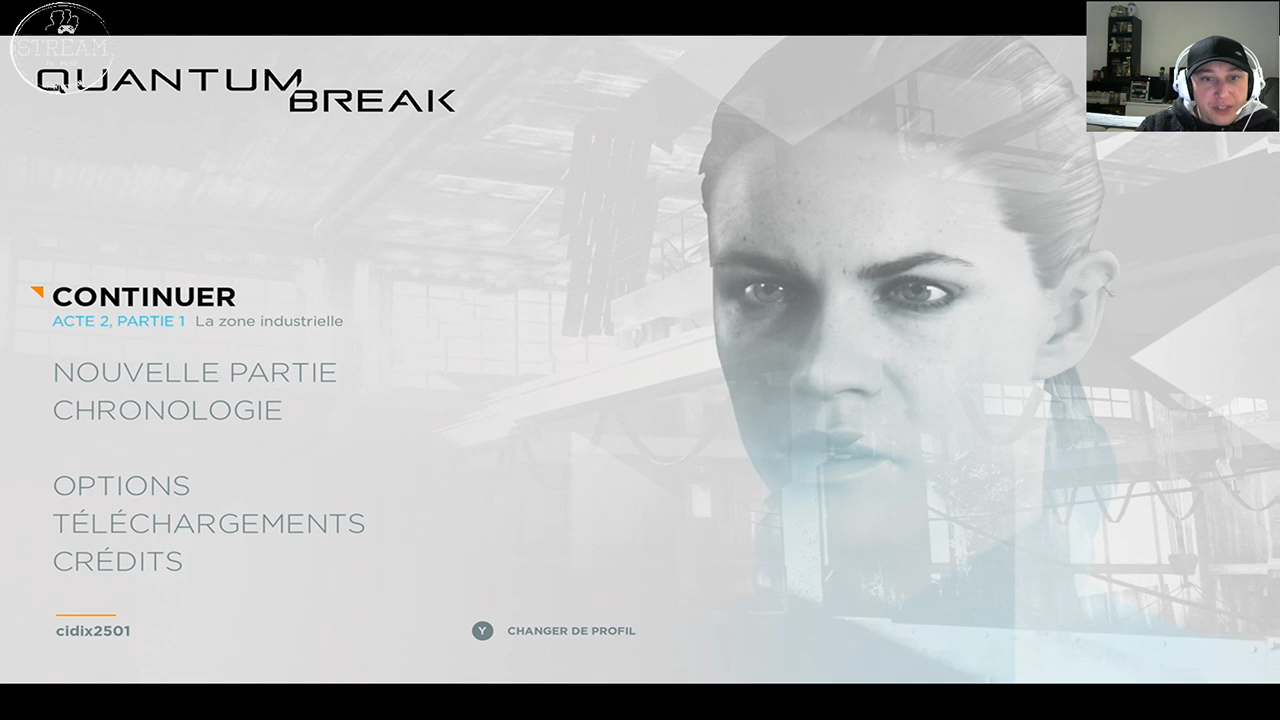 STREAM
QUANTUM
BREAK
CONTINUER
ACTE 2, PARTIE 1 La zone industrielle
NOUVELLE PARTIE
CHRONOLOGIE
OPTIONS
TÉLÉCHARGEMENTS
CRÉDITS
cidix2501
Y CHANGER DE PROFIL